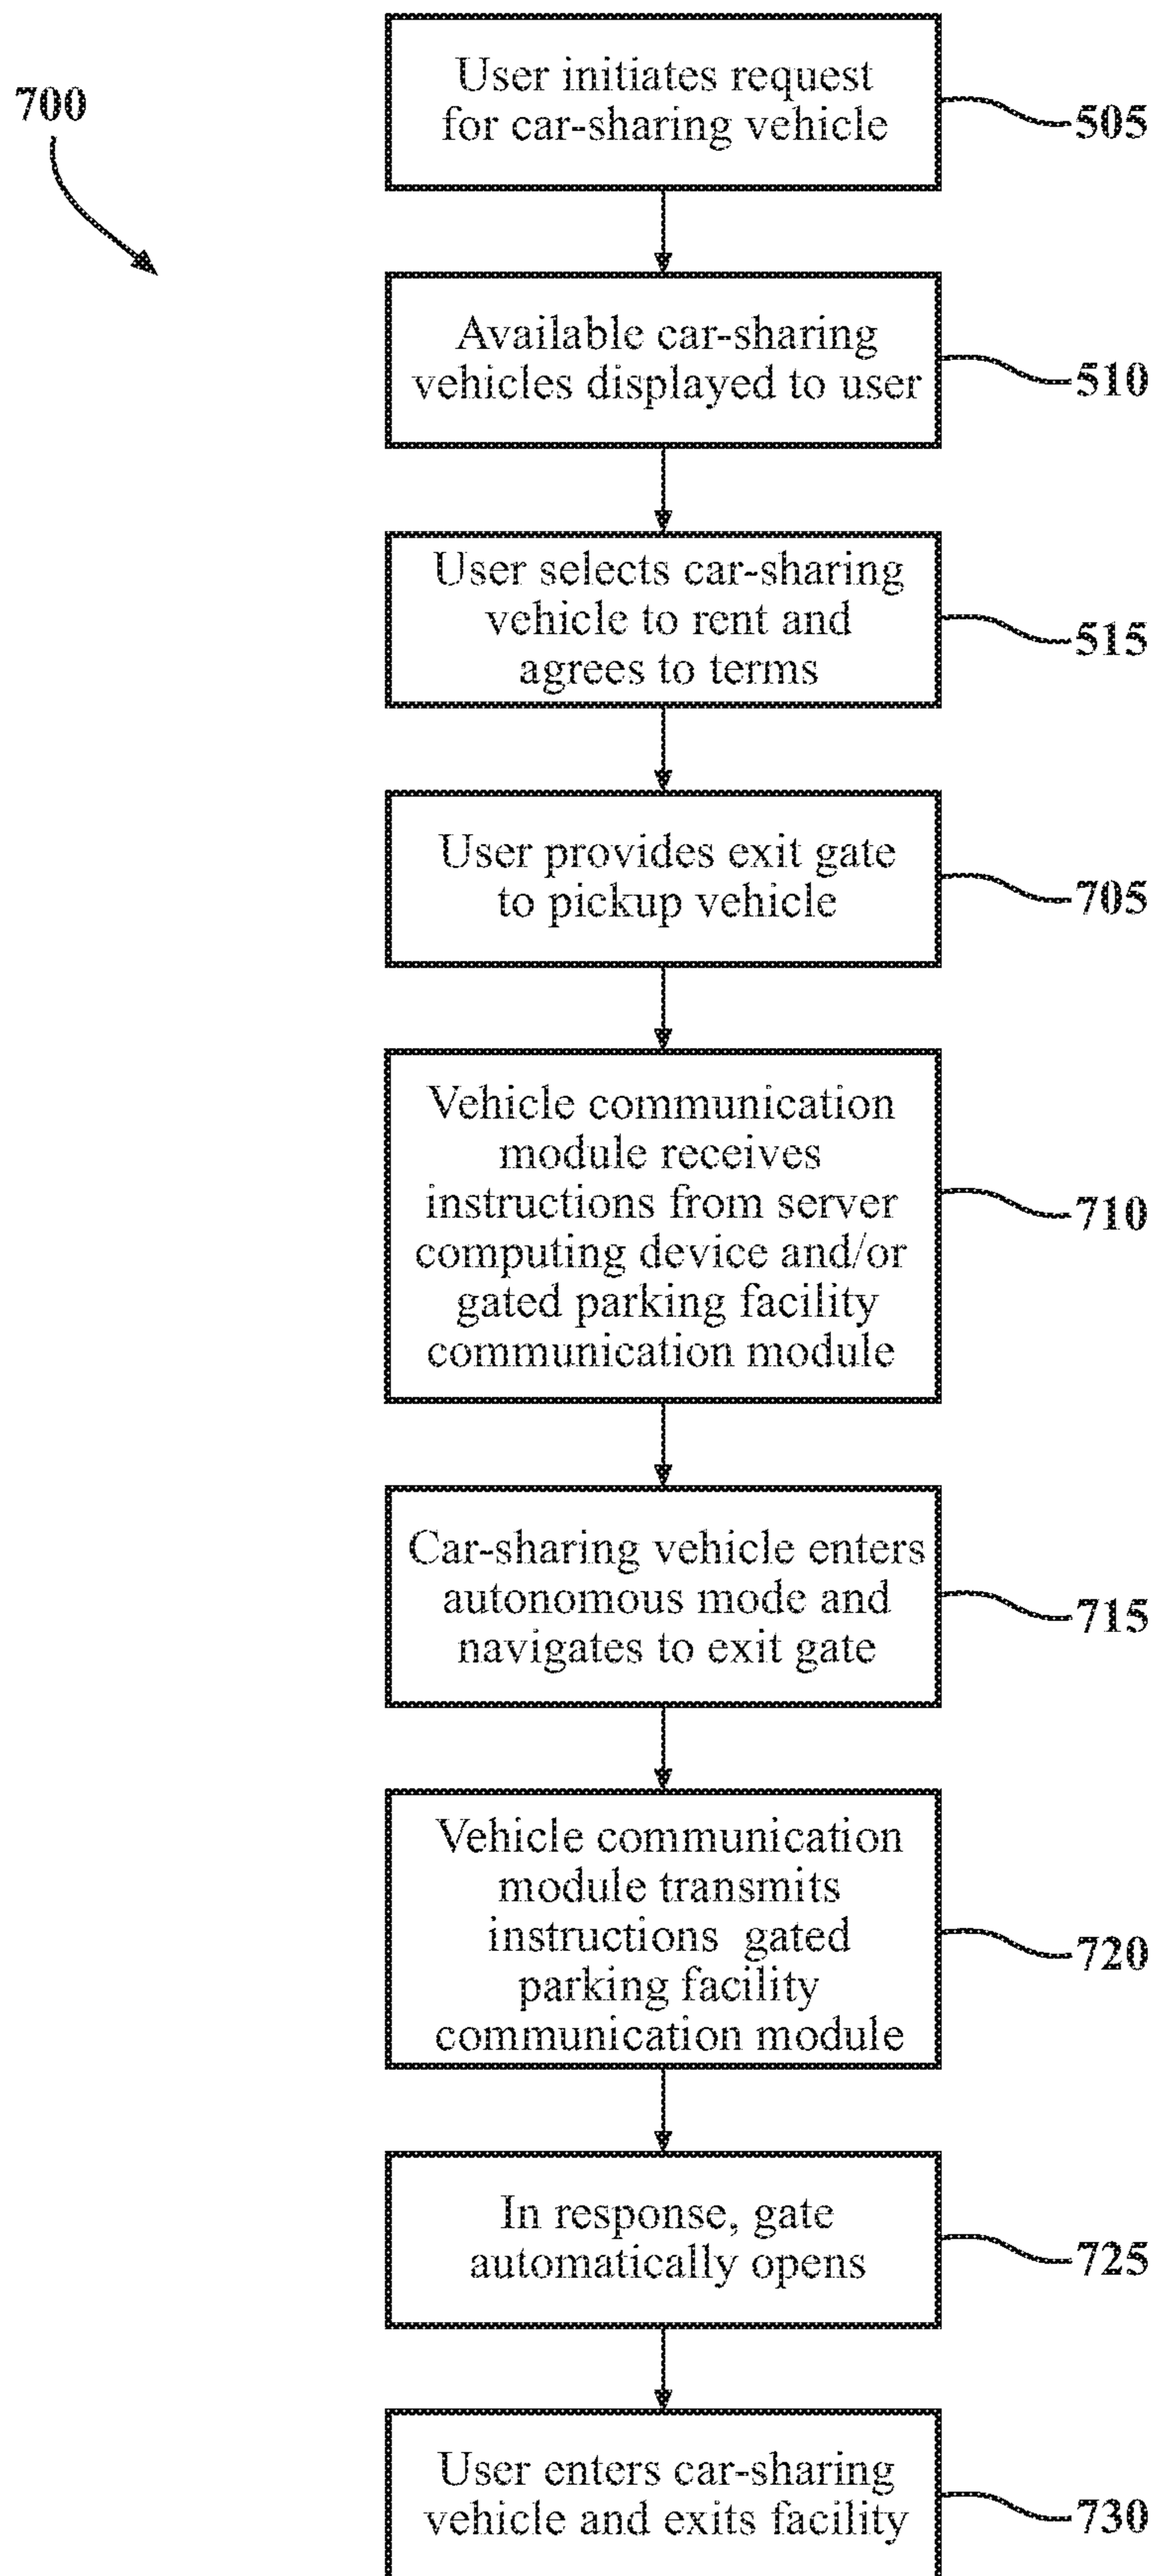 700
User initiates request
for car-sharing vehicle
505
Available car-sharing
vehicles displayed to user
510
User selects car-sharing
vehicle to rent and
agrees to terms
515
User provides exit gate
to pickup vehicle
705
Vehicle communication
module receives
instructions from server
computing device and/or
gated parking facility
communication module
710
Car-sharing vehicle enters
autonomous mode and
navigates to exit gate
715
Vehicle communication
module transmits
instructions gated
parking facility
communication module
720
In response, gate
automatically opens
725
User enters car-sharing
vehicle and exits facility
730